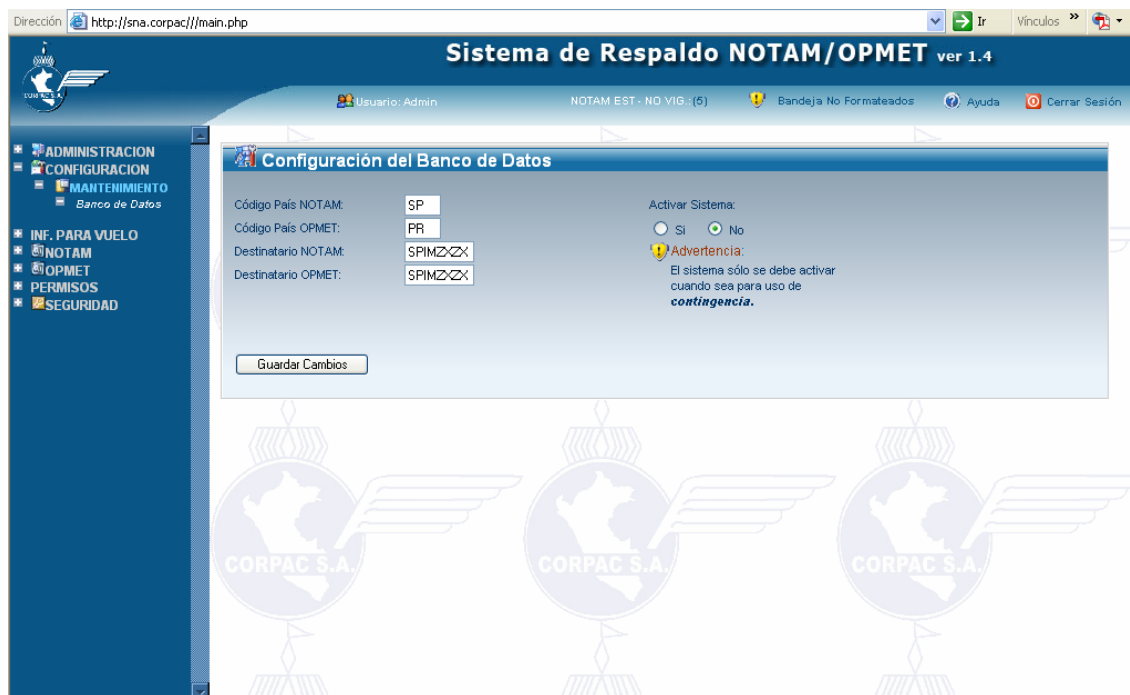 Dirección http://sna.corpac///main.php Ir Vínculos »
Sistema de Respaldo NOTAM/OPMET ver 1.4
CORPAC S.A.
Usuario: Admin NOTAM EST - NO VIG.:(5) Bandeja No Formateados Ayuda Cerrar Sesión
ADMINISTRACION
CONFIGURACION
MANTENIMIENTO
Banco de Datos
INF. PARA VUELO
NOTAM
OPMET
PERMISOS
SEGURIDAD
Configuración del Banco de Datos
Código País NOTAM: SP
Código País OPMET: PR
Destinatario NOTAM: SPIMZXZX
Destinatario OPMET: SPIMZXZX
Activar Sistema:
Si No
Advertencia:
El sistema sólo se debe activar
cuando sea para uso de
contingencia.
Guardar Cambios
CORPAC S.A. CORPAC S.A. CORPAC S.A.